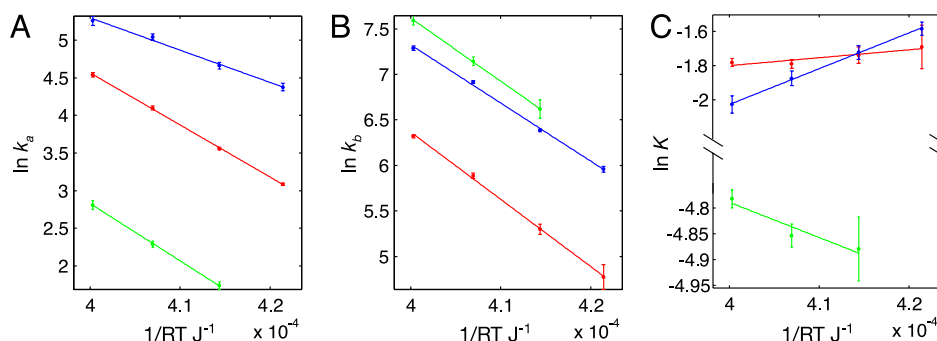 A
ln kₐ
5
4.5
4
3.5
3
2.5
2
4
4.1
4.2
1/RT J⁻¹
x 10⁻⁴
B
ln k_b
7.5
7
6.5
6
5.5
5
4
4.1
4.2
1/RT J⁻¹
x 10⁻⁴
C
ln K
-1.6
-1.8
-2
-4.8
-4.85
-4.9
-4.95
4
4.1
4.2
1/RT J⁻¹
x 10⁻⁴